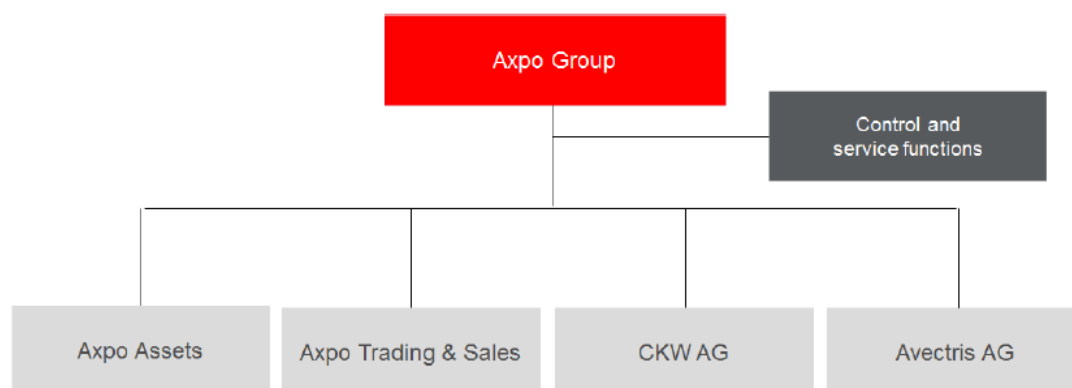 Axpo Group
Control and
service functions
Axpo Assets
Axpo Trading & Sales
CKW AG
Avectris AG